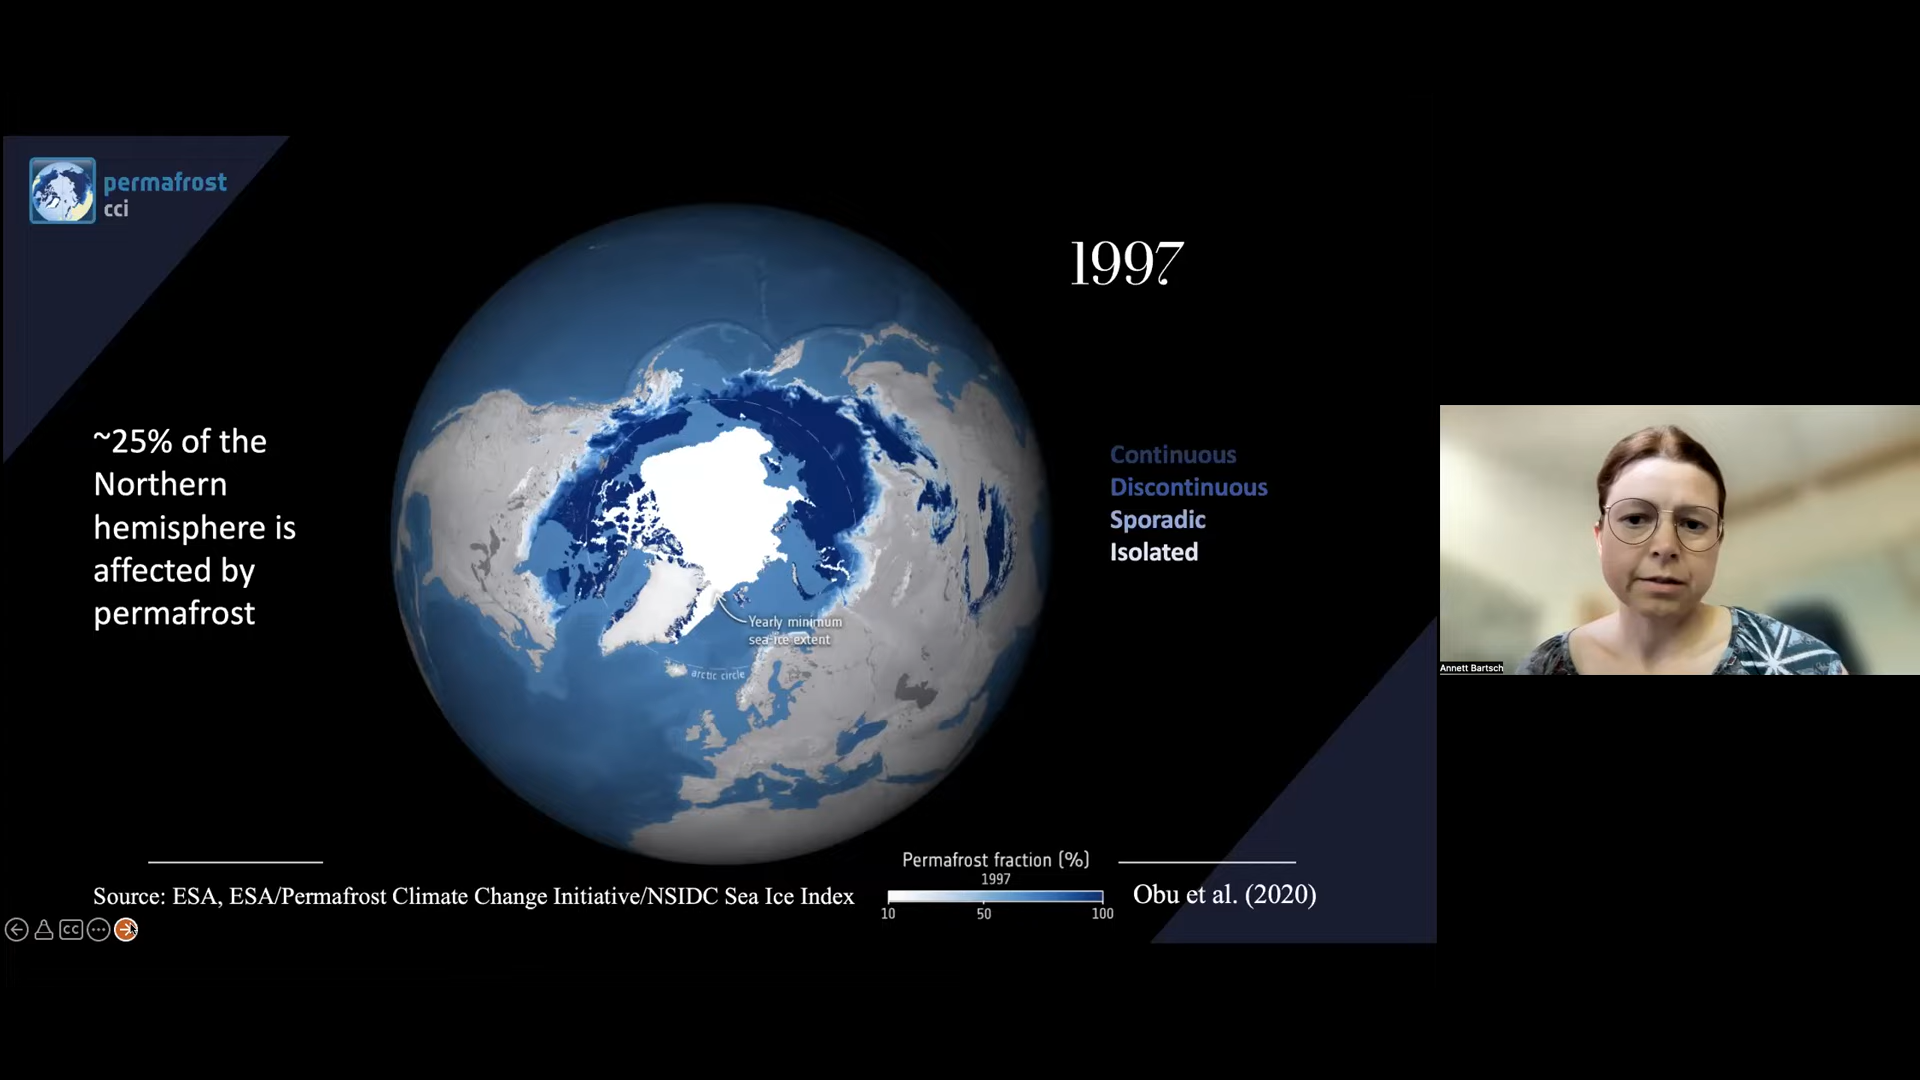 permafrost
cci
1997
~25% of the
Northern
hemisphere is
affected by
permafrost
Continuous
Discontinuous
Sporadic
Isolated
Yearly minimum
sea-ice extent
arctic circle
Annett Bartsch
Permafrost fraction (%)
1997
10 50 100
Source: ESA, ESA/Permafrost Climate Change Initiative/NSIDC Sea Ice Index
Obu et al. (2020)
CC